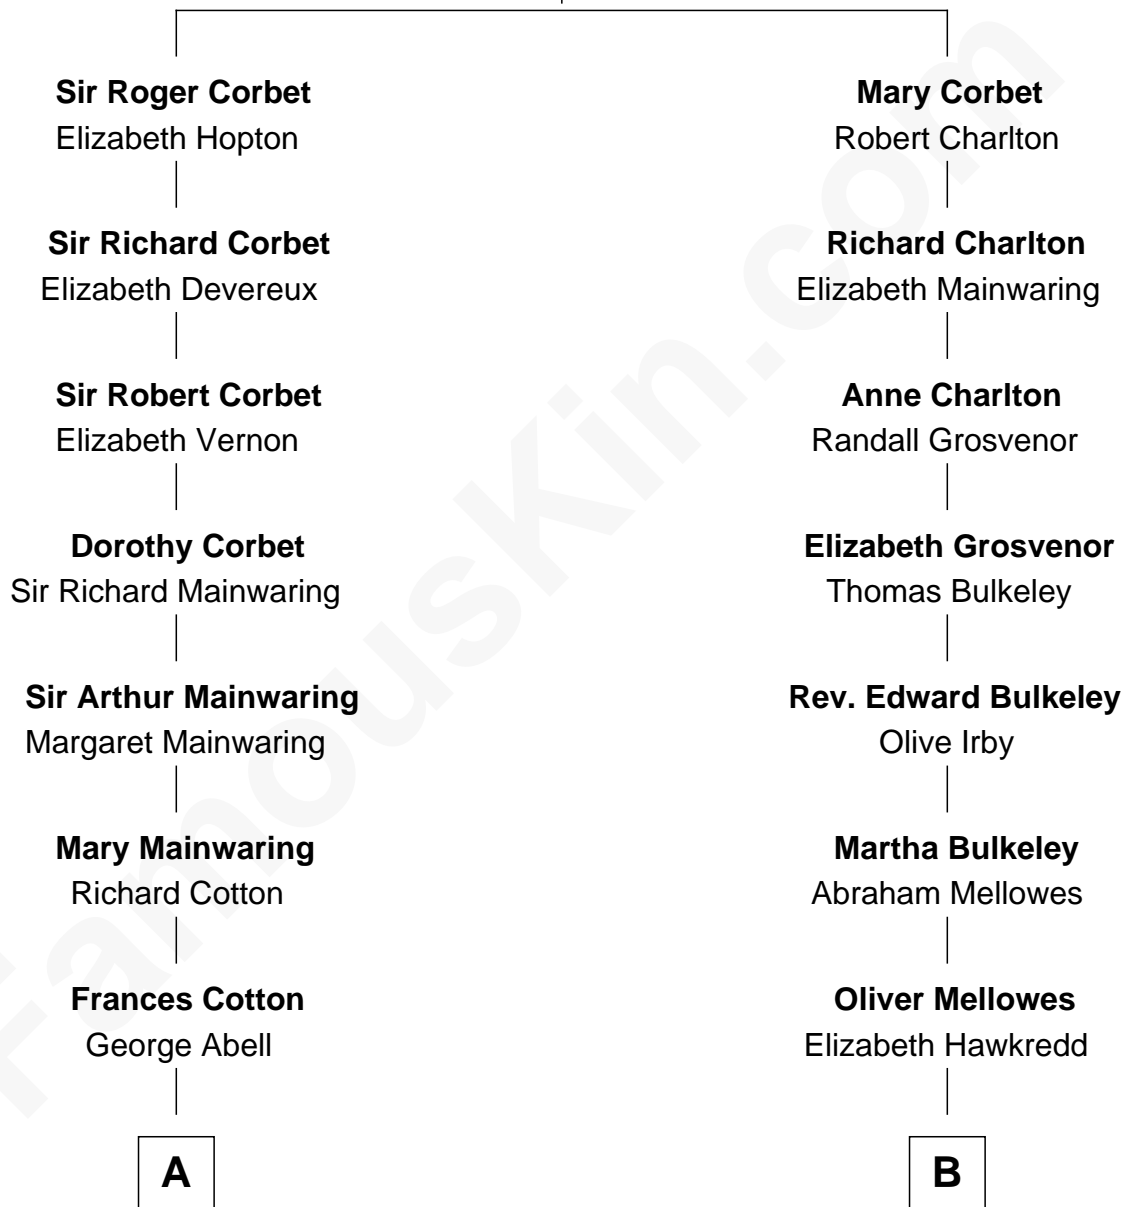 Sir Roger Corbet
Elizabeth Hopton
Sir Richard Corbet
Elizabeth Devereux
Sir Robert Corbet
Elizabeth Vernon
Dorothy Corbet
Sir Richard Mainwaring
Sir Arthur Mainwaring
Margaret Mainwaring
Mary Mainwaring
Richard Cotton
Frances Cotton
George Abell
A
Mary Corbet
Robert Charlton
Richard Charlton
Elizabeth Mainwaring
Anne Charlton
Randall Grosvenor
Elizabeth Grosvenor
Thomas Bulkeley
Rev. Edward Bulkeley
Olive Irby
Martha Bulkeley
Abraham Mellowes
Oliver Mellowes
Elizabeth Hawkredd
B
FamousKin.com